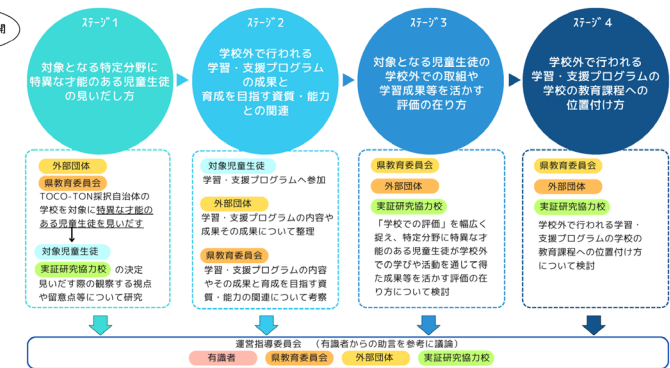 開
ｽﾃｰｼﾞ1
対象となる特定分野に
特異な才能のある児童生徒
の見いだし方
ｽﾃｰｼﾞ2
学校外で行われる
学習・支援プログラム
の成果と
育成を目指す資質・能力
との関連
ｽﾃｰｼﾞ3
対象となる児童生徒の
学校外での取組や
学習成果等を活かす
評価の在り方
ｽﾃｰｼﾞ4
学校外で行われる
学習・支援プログラムの
学校の教育課程への
位置付け方
外部団体
県教育委員会
TOCO-TON採択自治体の
学校を対象に特異な才能の
ある児童生徒を見いだす
対象児童生徒
実証研究協力校 の決定
見いだす際の観察する視点
や留意点等について研究
対象児童生徒
学習・支援プログラムへ参加
外部団体
学習・支援プログラムの内容や
成果その成果について整理
県教育委員会
学習・支援プログラムの内容
やその成果と育成を目指す資
質・能力の関連について考察
県教育委員会
外部団体
実証研究協力校
「学校での評価」を幅広く
捉え、特定分野に特異な才
能のある児童生徒が学校外
での学びや活動を通じて得
た成果等を活かす評価の在
り方について検討
県教育委員会
外部団体
実証研究協力校
学校外で行われる学習・
支援プログラムの学校の
教育課程への位置付け方
について検討
運営指導委員会 （有識者からの助言を参考に議論）
有識者 県教育委員会 外部団体 実証研究協力校